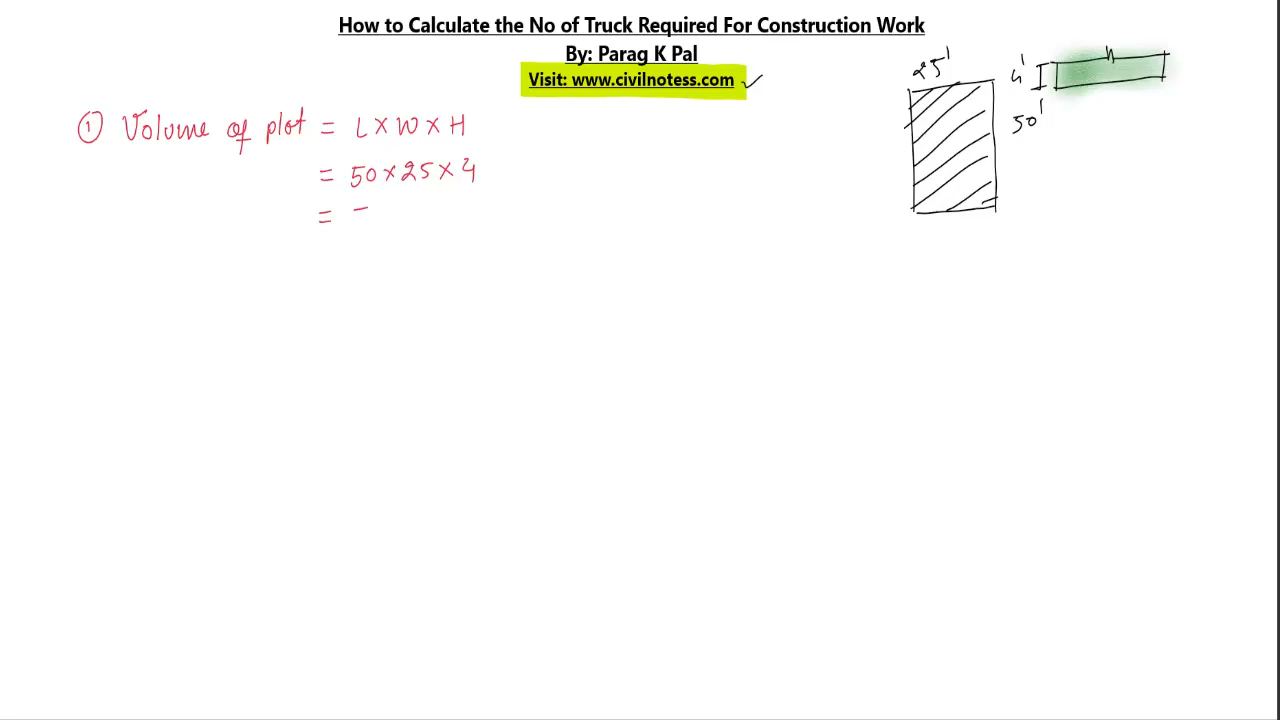 How to Calculate the No of Truck Required For Construction Work
By: Parag K Pal
Visit: www.civilnotess.com
25'
4'
50'
① Volume of plot = L × W × H
= 50 × 25 × 4
=